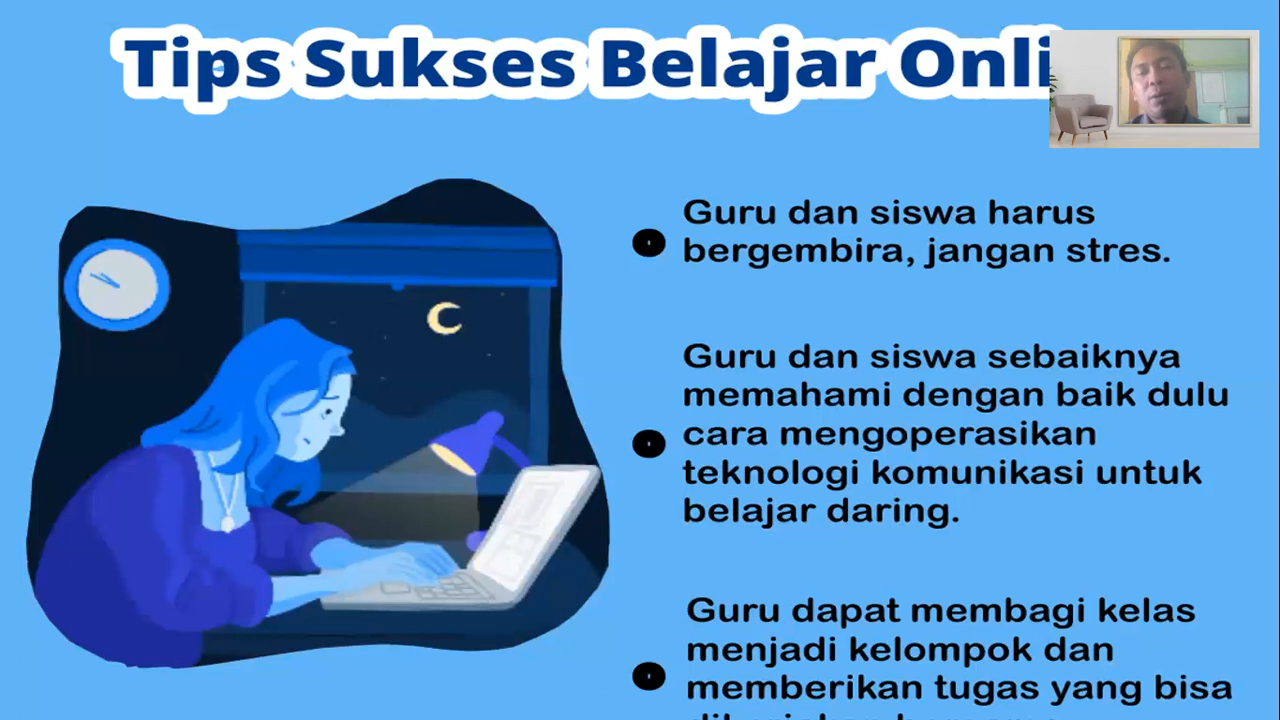 Tips Sukses Belajar Onli
Guru dan siswa harus
bergembira, jangan stres.
Guru dan siswa sebaiknya
memahami dengan baik dulu
cara mengoperasikan
teknologi komunikasi untuk
belajar daring.
Guru dapat membagi kelas
menjadi kelompok dan
memberikan tugas yang bisa